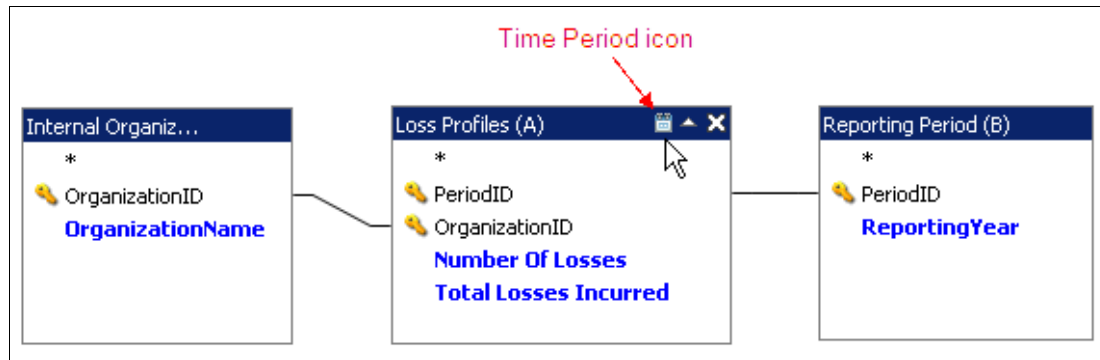 Time Period icon
Internal Organiz...
*
OrganizationID
OrganizationName
Loss Profiles (A)
*
PeriodID
OrganizationID
Number Of Losses
Total Losses Incurred
Reporting Period (B)
*
PeriodID
ReportingYear